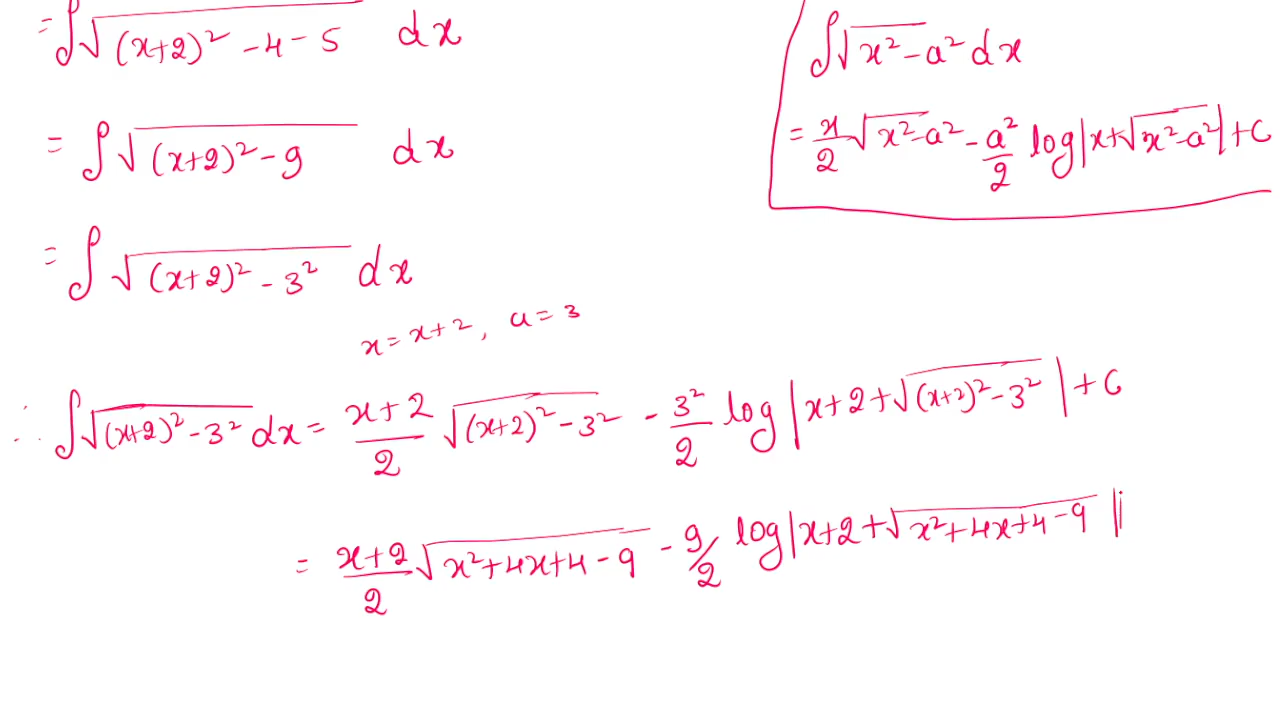 = ∫√((x+2)² - 4 - 5) dx
= ∫√((x+2)² - 9) dx
= ∫√((x+2)² - 3²) dx
x = x+2, a = 3
∴ ∫√((x+2)² - 3²) dx = (x+2)/2 √((x+2)² - 3²) - 3²/2 log |x+2+√((x+2)² - 3²)| + C
= (x+2)/2 √(x²+4x+4-9) - 9/2 log |x+2+√(x²+4x+4-9)||
∫√(x² - a²) dx
= x/2 √(x² - a²) - a²/2 log |x+√(x² - a²)| + C